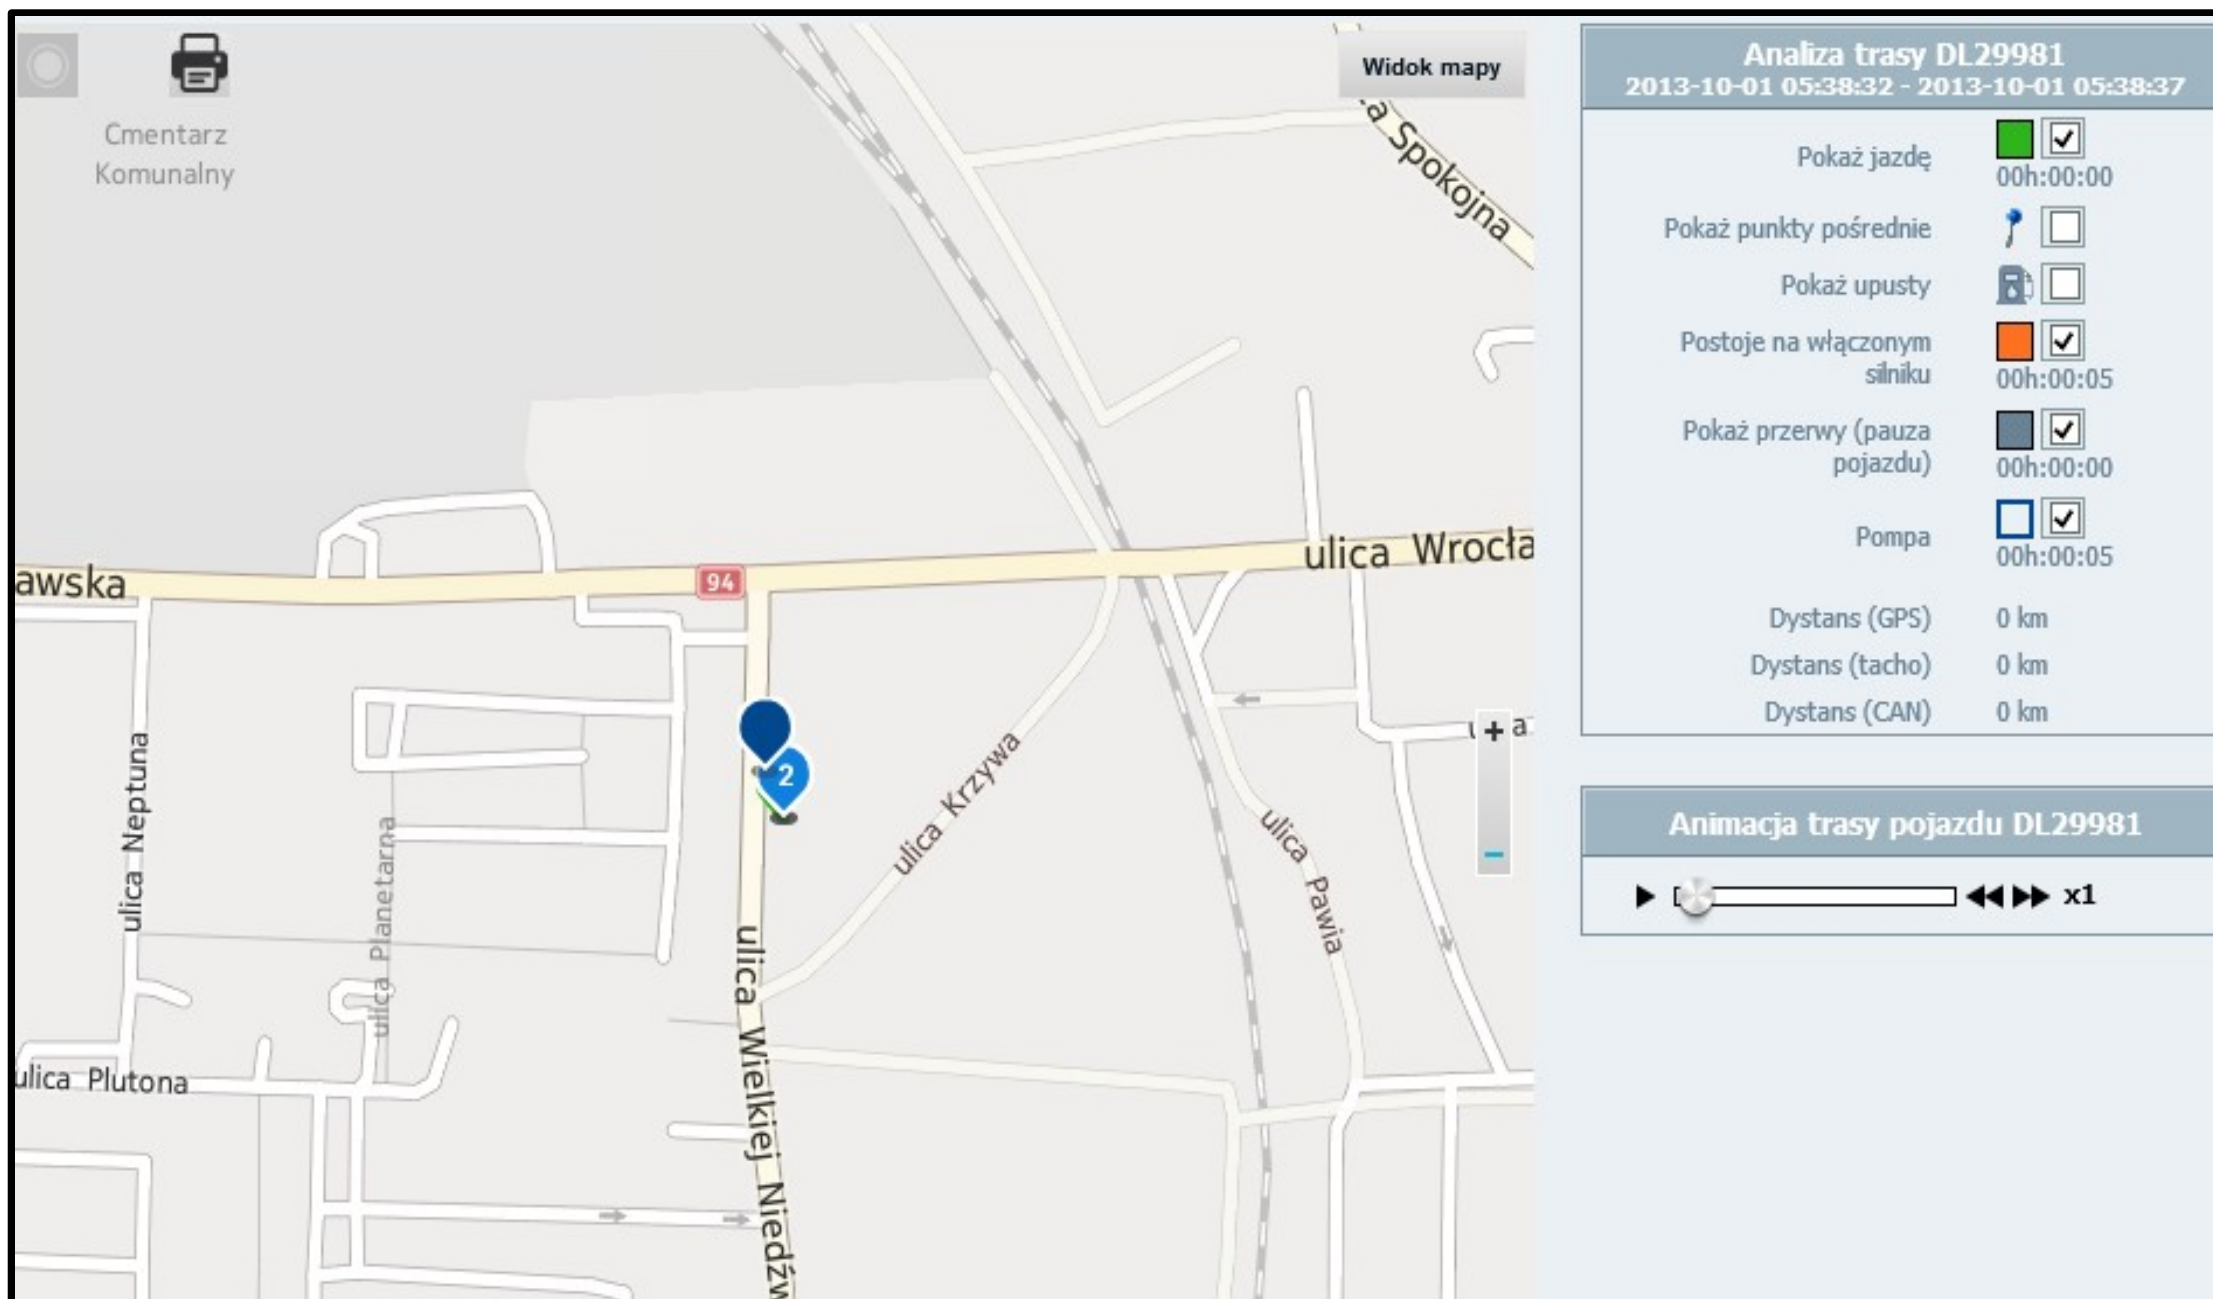 Cmentarz
Komunalny
Widok mapy
Spokojna
ulica Wrocła
awska
94
2
ulica Neptuna
ulica Planetarna
ulica Krzywa
ulica Pawia
ulica Plutona
ulica Wielkiej Niedźw
+
a
−
Analiza trasy DL29981
2013-10-01 05:38:32 - 2013-10-01 05:38:37
Pokaż jazdę
00h:00:00
Pokaż punkty pośrednie
Pokaż upusty
Postoje na włączonym
silniku
00h:00:05
Pokaż przerwy (pauza
pojazdu)
00h:00:00
Pompa
00h:00:05
Dystans (GPS) 0 km
Dystans (tacho) 0 km
Dystans (CAN) 0 km
Animacja trasy pojazdu DL29981
x1